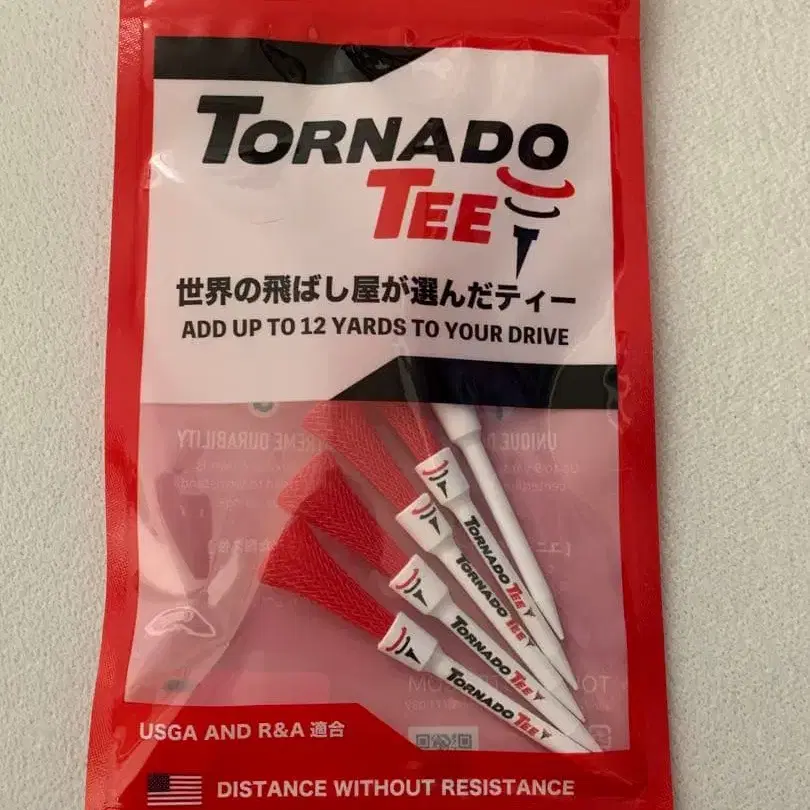 TORNADO
TEE
世界の飛ばし屋が選んだティー
ADD UP TO 12 YARDS TO YOUR DRIVE
EXTREME DURABILITY
TORNADO TEE
TORNADO TEE
TORNADO TEE
TORNADO TEE
USGA AND R&A 適合
DISTANCE WITHOUT RESISTANCE